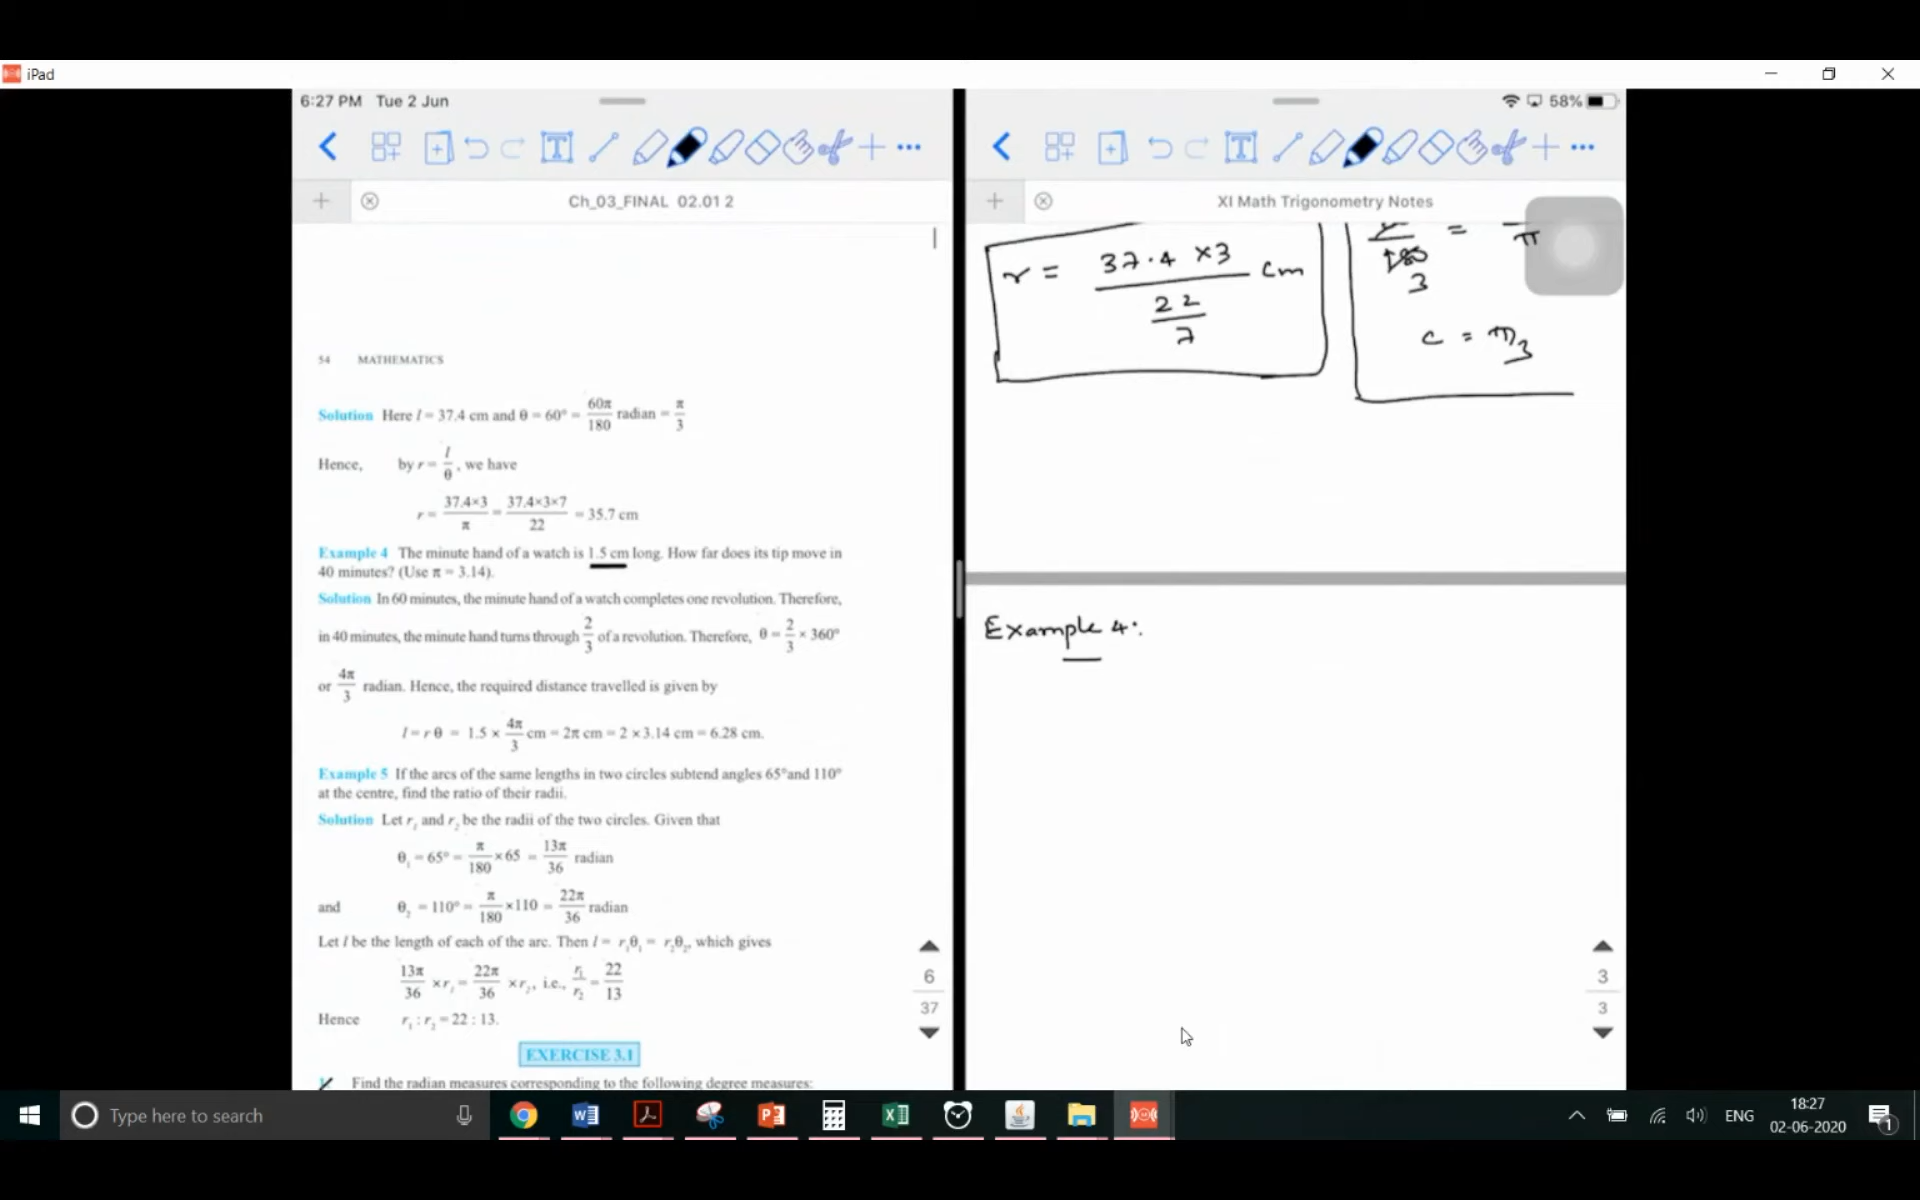 iPad
6:27 PM Tue 2 Jun
58%
Ch_03_FINAL 02.01 2
XI Math Trigonometry Notes
54 MATHEMATICS
Solution Here l = 37.4 cm and θ = 60° = 60π/180 radian = π/3
Hence, by r = l/θ, we have
r = 37.4×3/π = 37.4×3×7/22 = 35.7 cm
Example 4 The minute hand of a watch is 1.5 cm long. How far does its tip move in
40 minutes? (Use π = 3.14).
Solution In 60 minutes, the minute hand of a watch completes one revolution. Therefore,
in 40 minutes, the minute hand turns through 2/3 of a revolution. Therefore, θ = 2/3 × 360°
or 4π/3 radian. Hence, the required distance travelled is given by
l = r θ = 1.5 × 4π/3 cm = 2π cm = 2 × 3.14 cm = 6.28 cm.
Example 5 If the arcs of the same lengths in two circles subtend angles 65°and 110°
at the centre, find the ratio of their radii.
Solution Let r₁ and r₂ be the radii of the two circles. Given that
θ₁ = 65° = π/180 × 65 = 13π/36 radian
and θ₂ = 110° = π/180 × 110 = 22π/36 radian
Let l be the length of each of the arc. Then l = r₁θ₁ = r₂θ₂, which gives
13π/36 × r₁ = 22π/36 × r₂, i.e., r₁/r₂ = 22/13
Hence r₁ : r₂ = 22 : 13.
EXERCISE 3.1
Find the radian measures corresponding to the following degree measures:
6
37
r = 37.4 ×3 / 22/7 cm
180 = π
3
c = π/3
Example 4:
3
3
Type here to search
ENG
18:27
02-06-2020
1